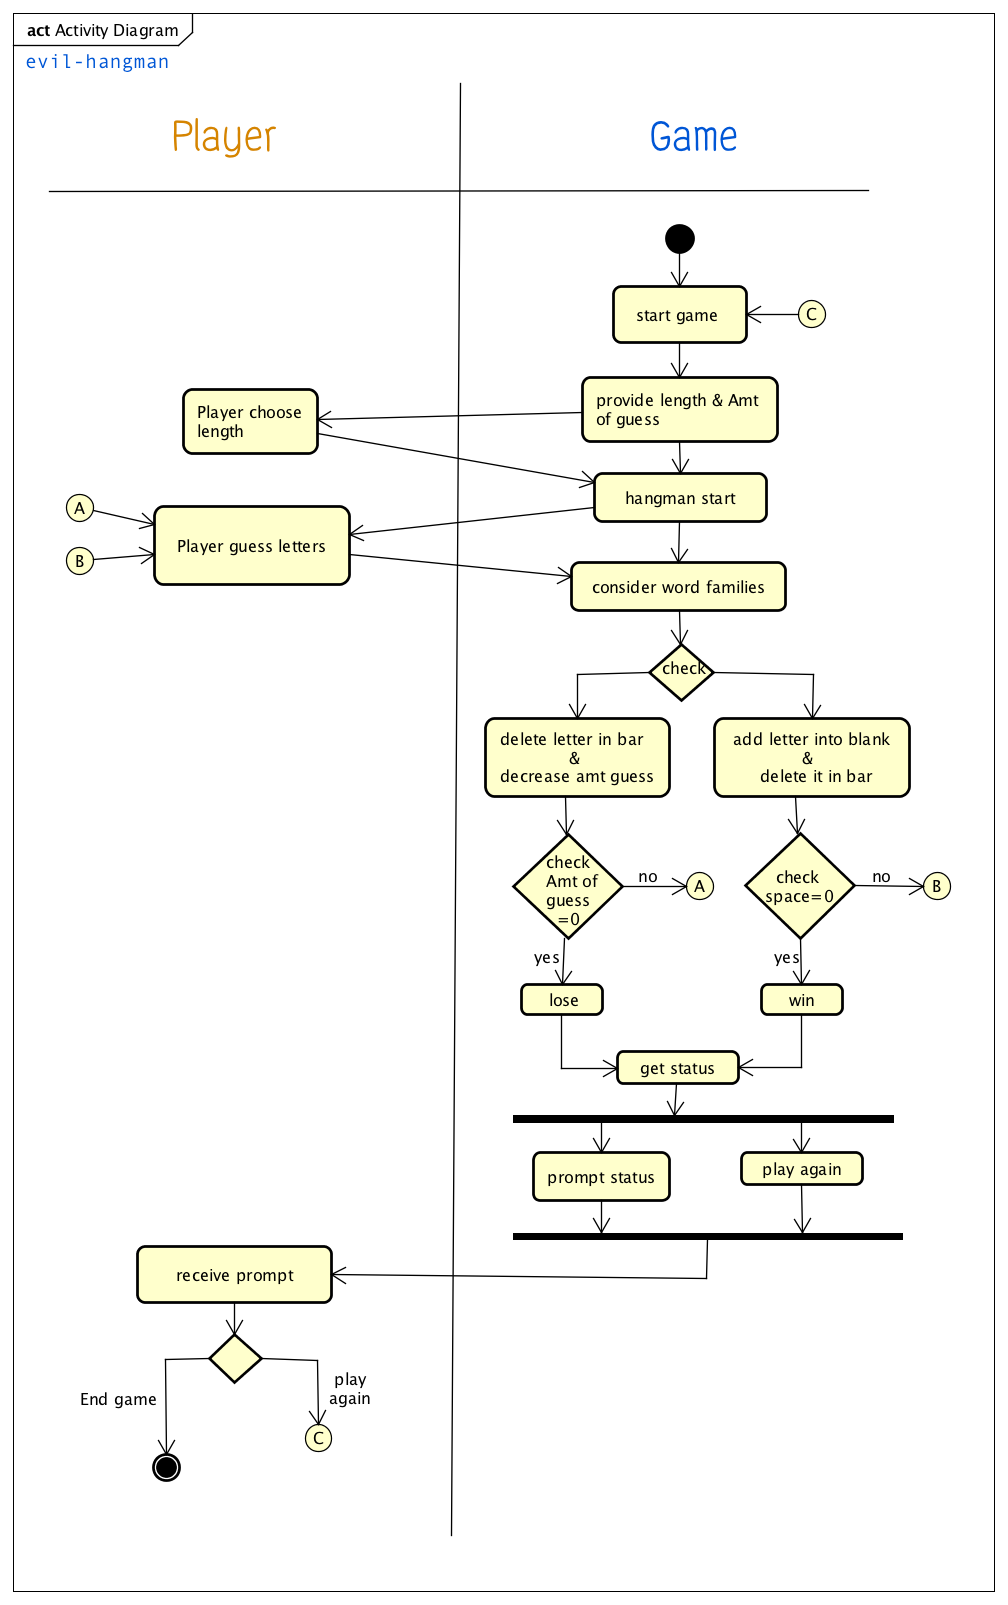 act Activity Diagram
evil-hangman
Player
Game
start game
C
provide length & Amt
of guess
Player choose
length
hangman start
A
Player guess letters
B
consider word families
check
delete letter in bar
&
decrease amt guess
add letter into blank
&
delete it in bar
check
Amt of
guess
=0
no
A
check
space=0
no
B
yes
yes
lose
win
get status
prompt status
play again
receive prompt
End game
play
again
C